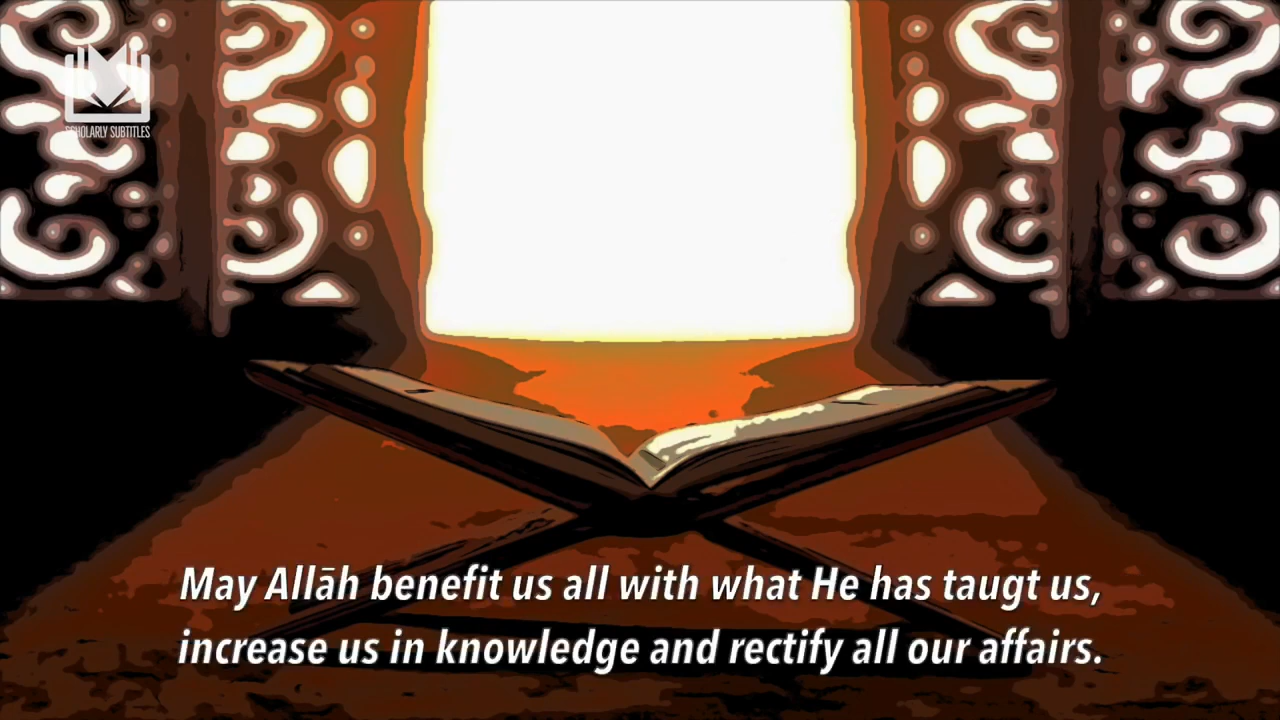 SCHOLARLY SUBTITLES
May Allāh benefit us all with what He has taugt us,
increase us in knowledge and rectify all our affairs.